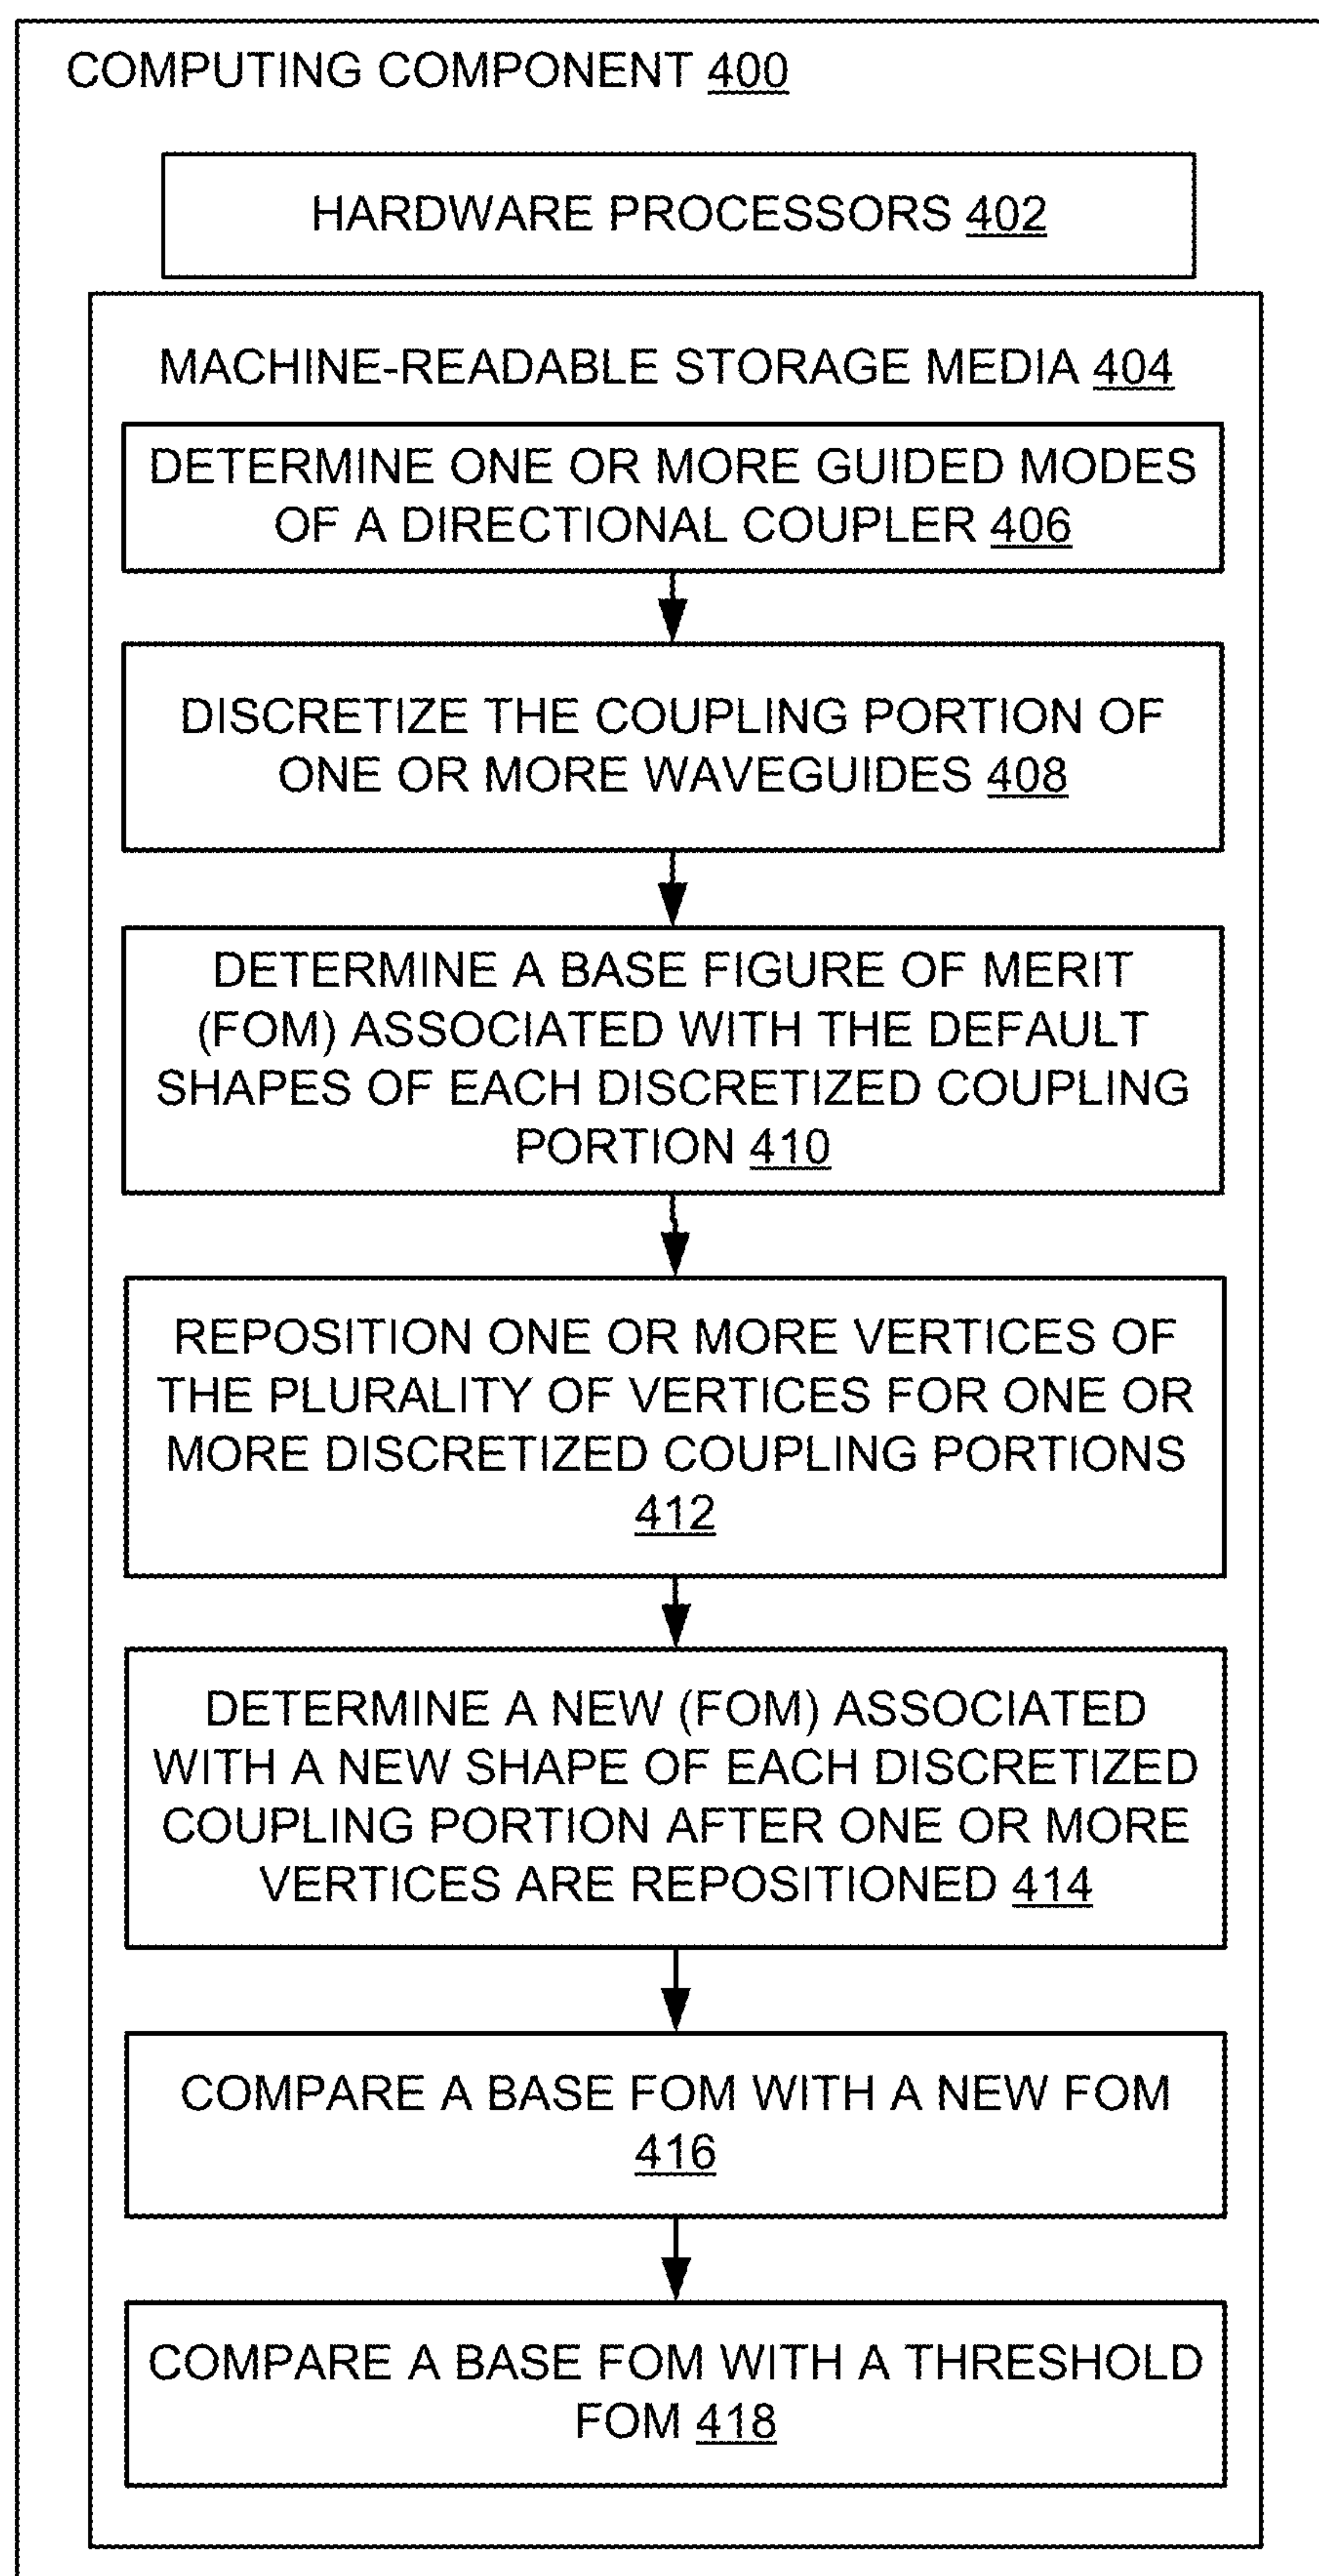 COMPUTING COMPONENT 400
HARDWARE PROCESSORS 402
MACHINE-READABLE STORAGE MEDIA 404
DETERMINE ONE OR MORE GUIDED MODES
OF A DIRECTIONAL COUPLER 406
DISCRETIZE THE COUPLING PORTION OF
ONE OR MORE WAVEGUIDES 408
DETERMINE A BASE FIGURE OF MERIT
(FOM) ASSOCIATED WITH THE DEFAULT
SHAPES OF EACH DISCRETIZED COUPLING
PORTION 410
REPOSITION ONE OR MORE VERTICES OF
THE PLURALITY OF VERTICES FOR ONE OR
MORE DISCRETIZED COUPLING PORTIONS
412
DETERMINE A NEW (FOM) ASSOCIATED
WITH A NEW SHAPE OF EACH DISCRETIZED
COUPLING PORTION AFTER ONE OR MORE
VERTICES ARE REPOSITIONED 414
COMPARE A BASE FOM WITH A NEW FOM
416
COMPARE A BASE FOM WITH A THRESHOLD
FOM 418